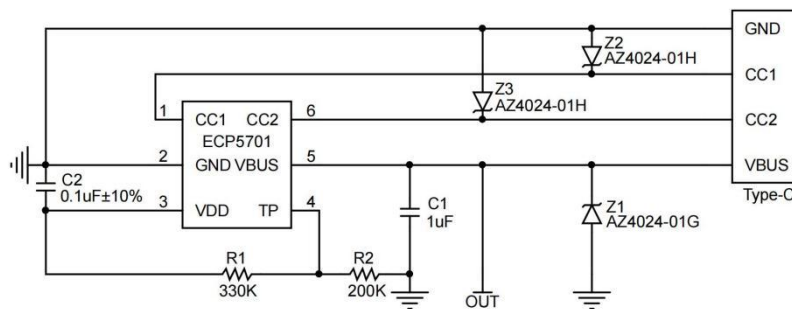 GND
Z2
AZ4024-01H
CC1
Z3
AZ4024-01H
1
CC1 CC2
6
CC2
ECP5701
2
GND VBUS
5
VBUS
C2
0.1uF±10%
3
VDD TP
4
C1
1uF
Z1
AZ4024-01G
Type-C
R1
330K
R2
200K
OUT